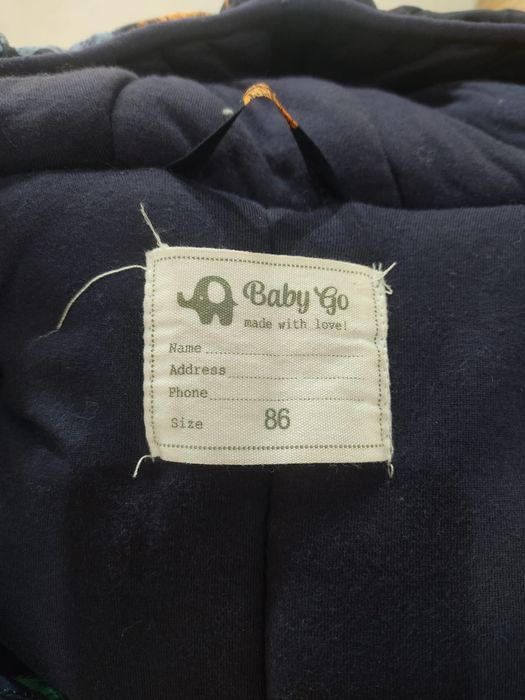 Baby Go
made with love!
Name
Address
Phone
Size 86